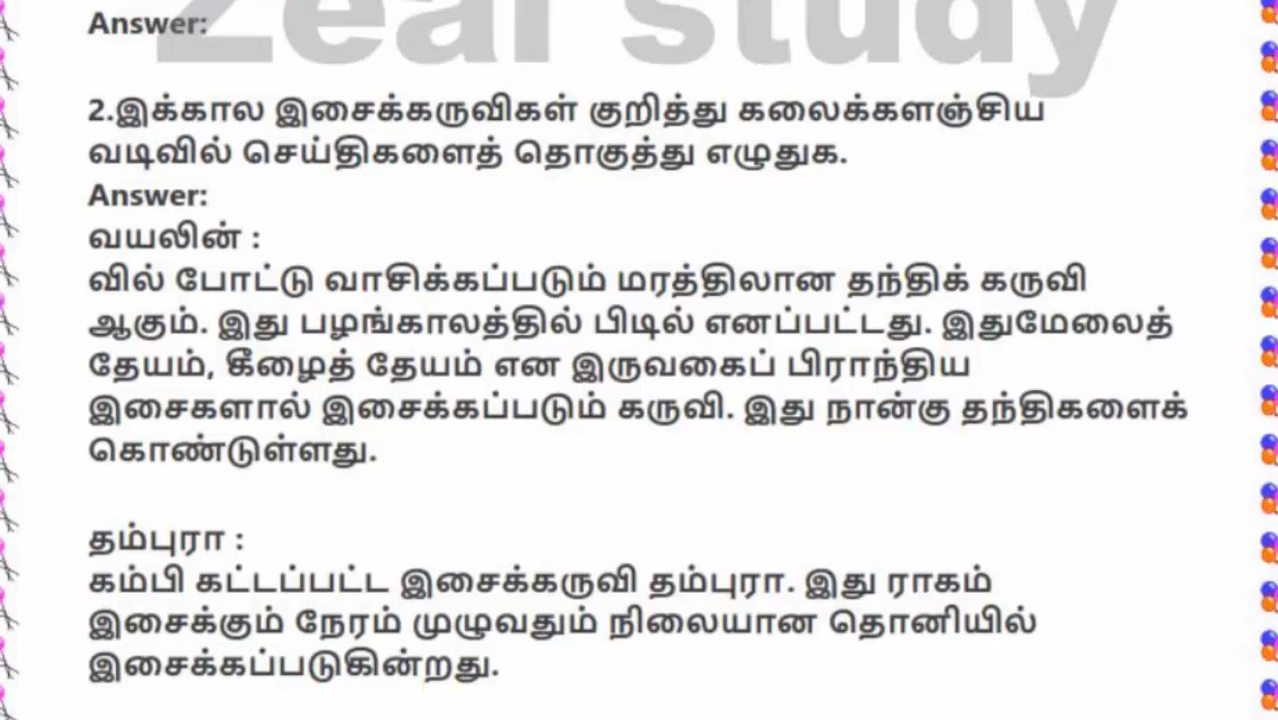 Zeal study
Answer:
2.இக்கால இசைக்கருவிகள் குறித்து கலைக்களஞ்சிய
வடிவில் செய்திகளைத் தொகுத்து எழுதுக.
Answer:
வயலின் :
வில் போட்டு வாசிக்கப்படும் மரத்திலான தந்திக் கருவி
ஆகும். இது பழங்காலத்தில் பிடில் எனப்பட்டது. இதுமேலைத்
தேயம், கீழைத் தேயம் என இருவகைப் பிராந்திய
இசைகளால் இசைக்கப்படும் கருவி. இது நான்கு தந்திகளைக்
கொண்டுள்ளது.
தம்புரா :
கம்பி கட்டப்பட்ட இசைக்கருவி தம்புரா. இது ராகம்
இசைக்கும் நேரம் முழுவதும் நிலையான தொனியில்
இசைக்கப்படுகின்றது.